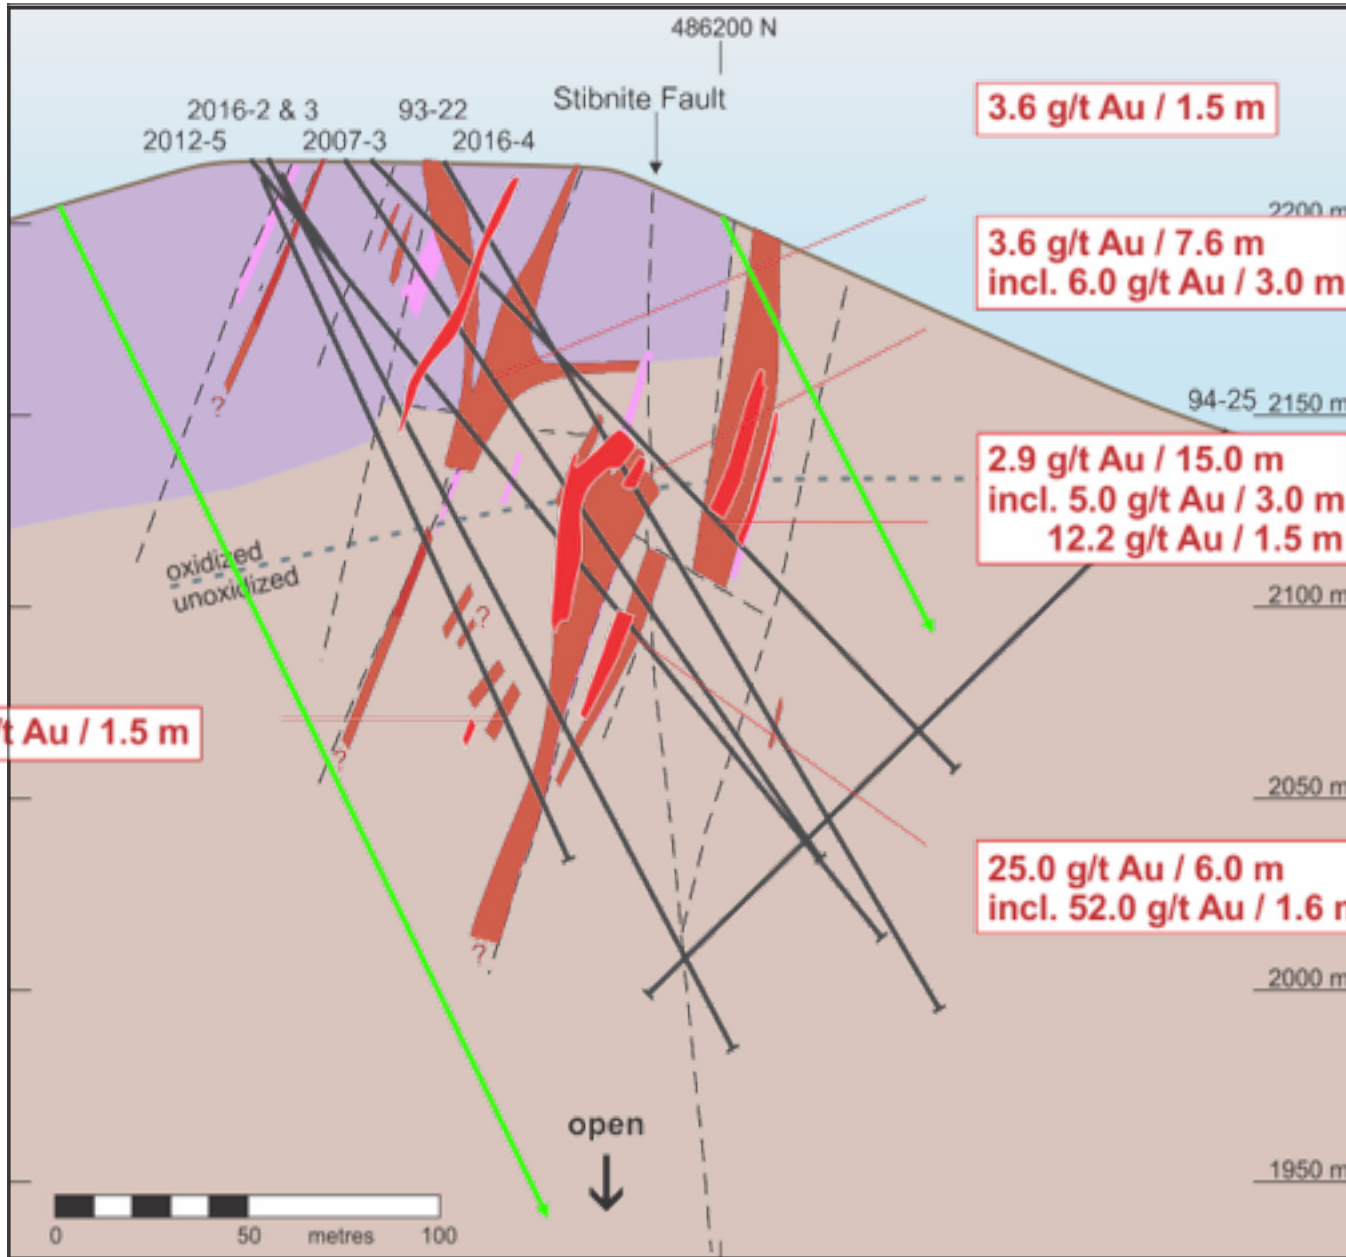 486200 N
Stibnite Fault
2016-2 & 3
93-22
2012-5
2007-3
2016-4
3.6 g/t Au / 1.5 m
2200 m
3.6 g/t Au / 7.6 m
incl. 6.0 g/t Au / 3.0 m
?
94-25
2150 m
2.9 g/t Au / 15.0 m
incl. 5.0 g/t Au / 3.0 m
12.2 g/t Au / 1.5 m
oxidized
unoxidized
2100 m
?
/t Au / 1.5 m
?
2050 m
25.0 g/t Au / 6.0 m
incl. 52.0 g/t Au / 1.6 m
?
2000 m
open
1950 m
0 50 metres 100